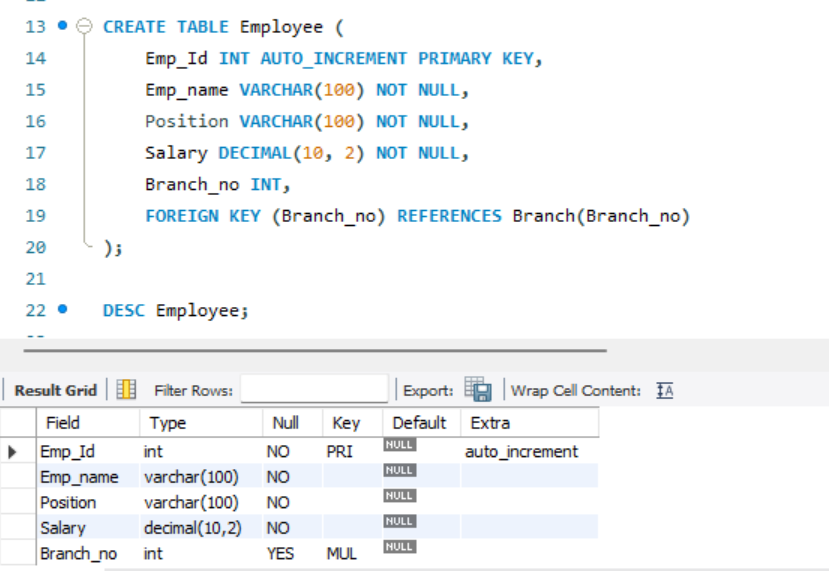 13 CREATE TABLE Employee (
14 Emp_Id INT AUTO_INCREMENT PRIMARY KEY,
15 Emp_name VARCHAR(100) NOT NULL,
16 Position VARCHAR(100) NOT NULL,
17 Salary DECIMAL(10, 2) NOT NULL,
18 Branch_no INT,
19 FOREIGN KEY (Branch_no) REFERENCES Branch(Branch_no)
20 );
21
22 DESC Employee;
Result Grid Filter Rows: Export: Wrap Cell Content: IA
Field Type Null Key Default Extra
Emp_Id int NO PRI NULL auto_increment
Emp_name varchar(100) NO NULL
Position varchar(100) NO NULL
Salary decimal(10,2) NO NULL
Branch_no int YES MUL NULL